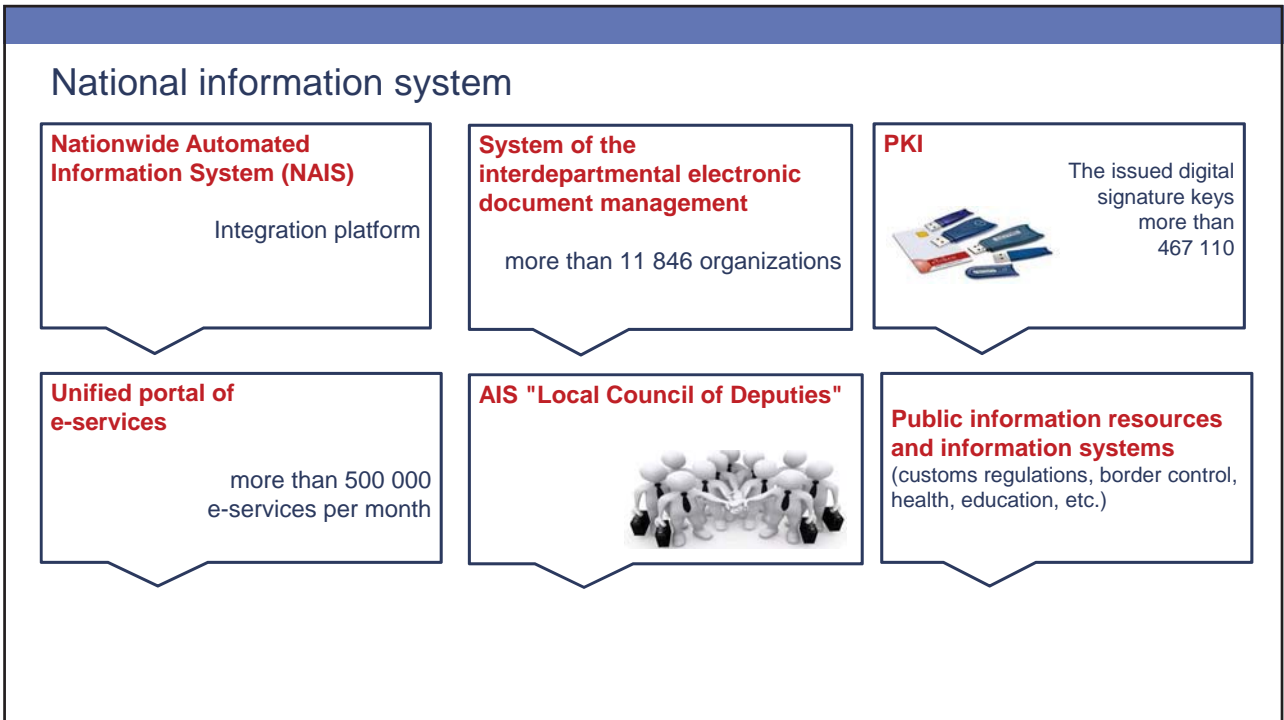 National information system
Nationwide Automated
Information System (NAIS)
Integration platform
System of the
interdepartmental electronic
document management
more than 11 846 organizations
PKI
The issued digital
signature keys
more than
467 110
Unified portal of
e-services
more than 500 000
e-services per month
AIS "Local Council of Deputies"
Public information resources
and information systems
(customs regulations, border control,
health, education, etc.)